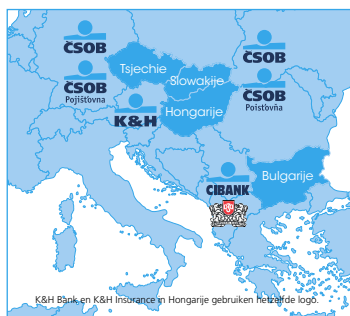 ČSOB
ČSOB
Tsjechie
Slowakije
ČSOB
Pojišťovna
ČSOB
Poisťovňa
Hongarije
K&H
CIBANK
Bulgarije
K&H Bank en K&H Insurance in Hongarije gebruiken hetzelfde logo.